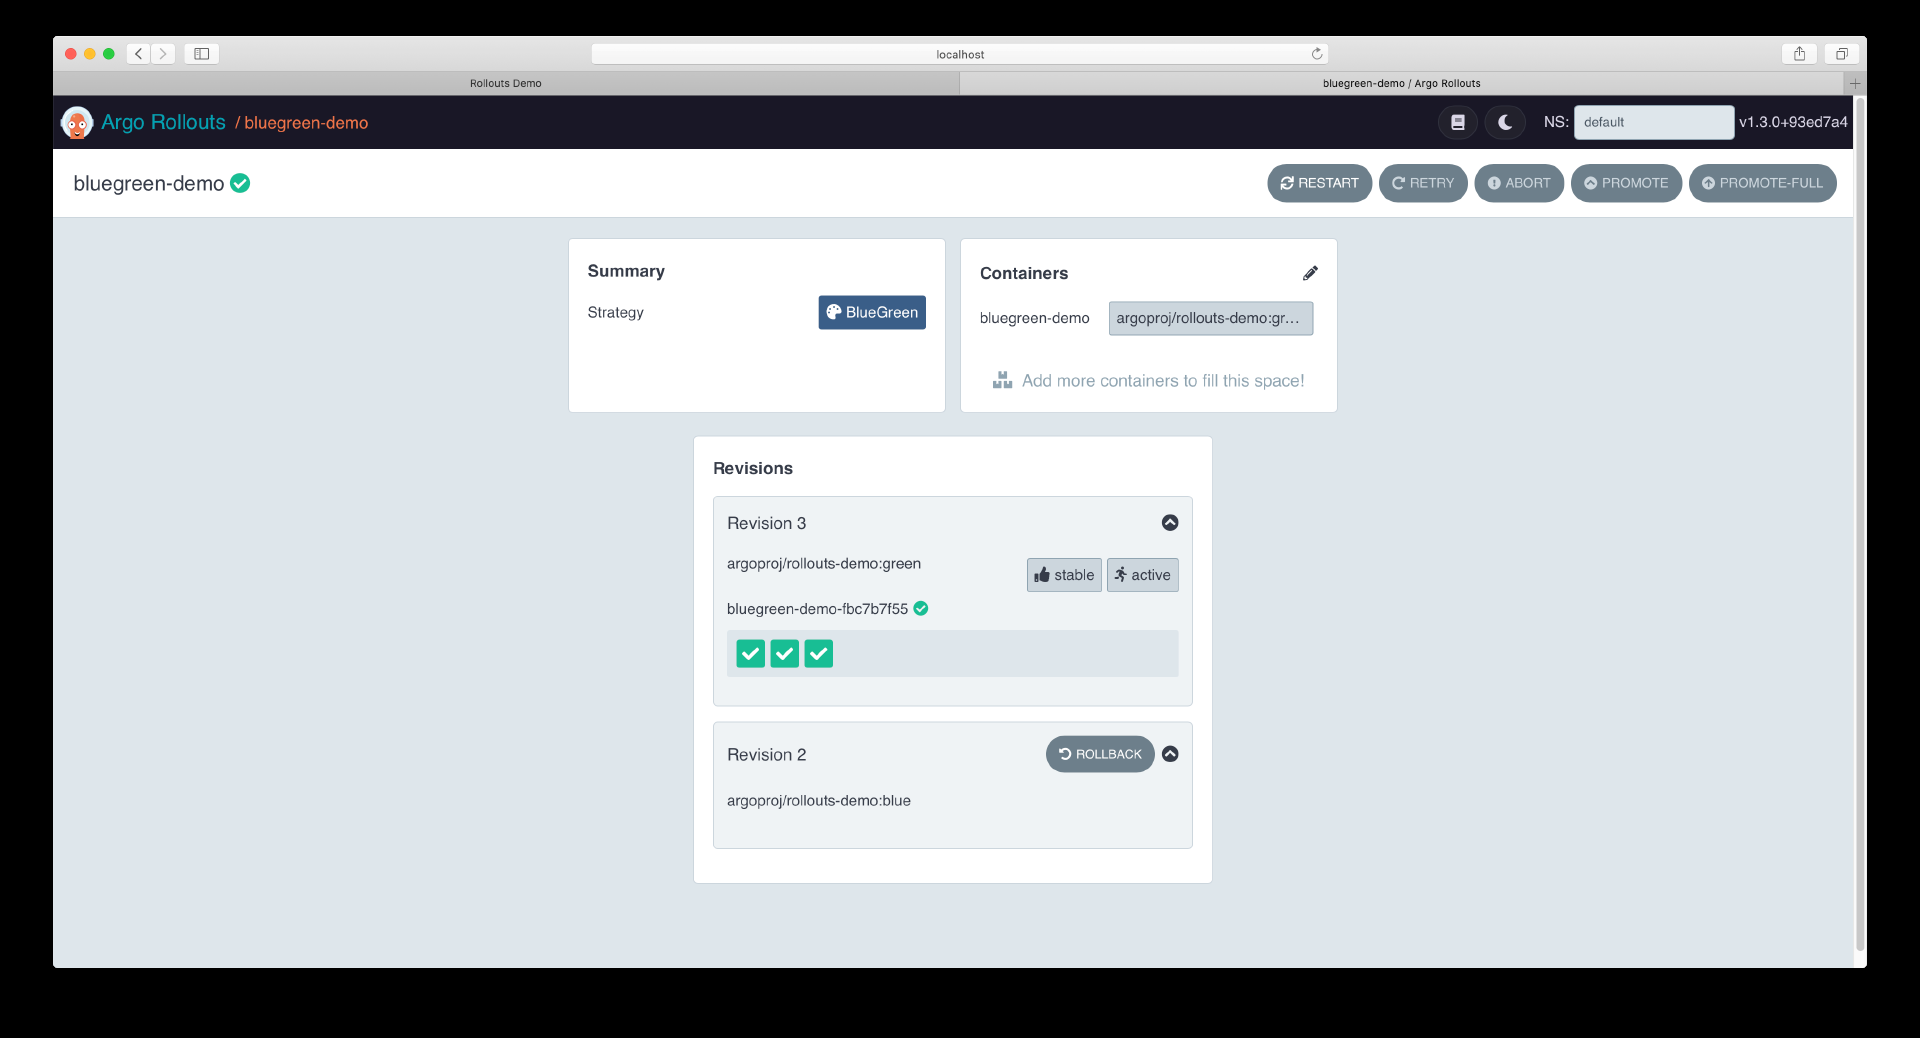 localhost
Rollouts Demo
bluegreen-demo / Argo Rollouts
Argo Rollouts / bluegreen-demo
NS: default v1.3.0+93ed7a4
bluegreen-demo
RESTART RETRY ABORT PROMOTE PROMOTE-FULL
Summary
Strategy BlueGreen
Containers
bluegreen-demo argoproj/rollouts-demo:gr...
Add more containers to fill this space!
Revisions
Revision 3
argoproj/rollouts-demo:green
stable active
bluegreen-demo-fbc7b7f55
Revision 2 ROLLBACK
argoproj/rollouts-demo:blue